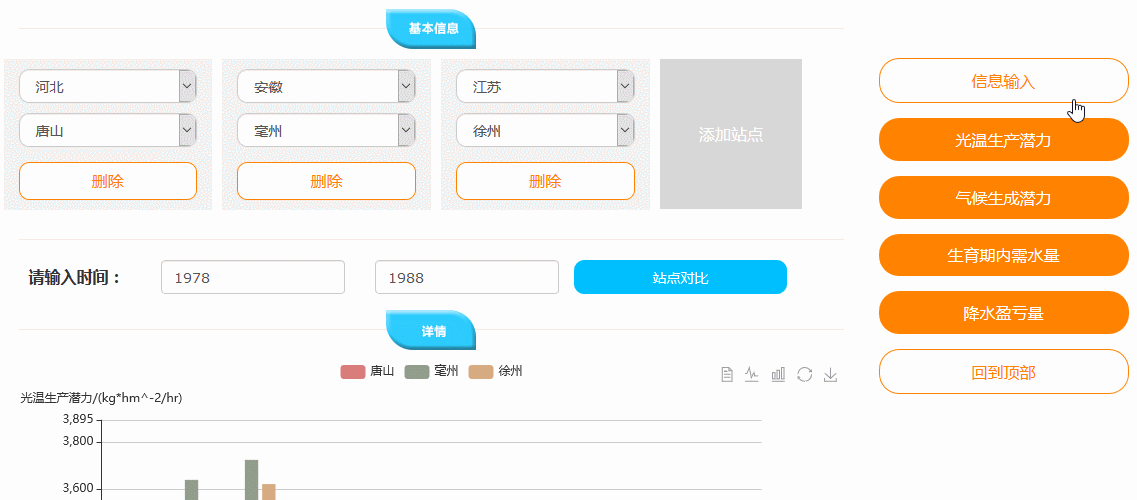 基本信息
河北
安徽
江苏
唐山
亳州
徐州
添加站点
删除
删除
删除
请输入时间：
1978
1988
站点对比
详情
唐山
亳州
徐州
光温生产潜力/(kg*hm^-2/hr)
3,895
3,800
3,600
信息输入
光温生产潜力
气候生成潜力
生育期内需水量
降水盈亏量
回到顶部